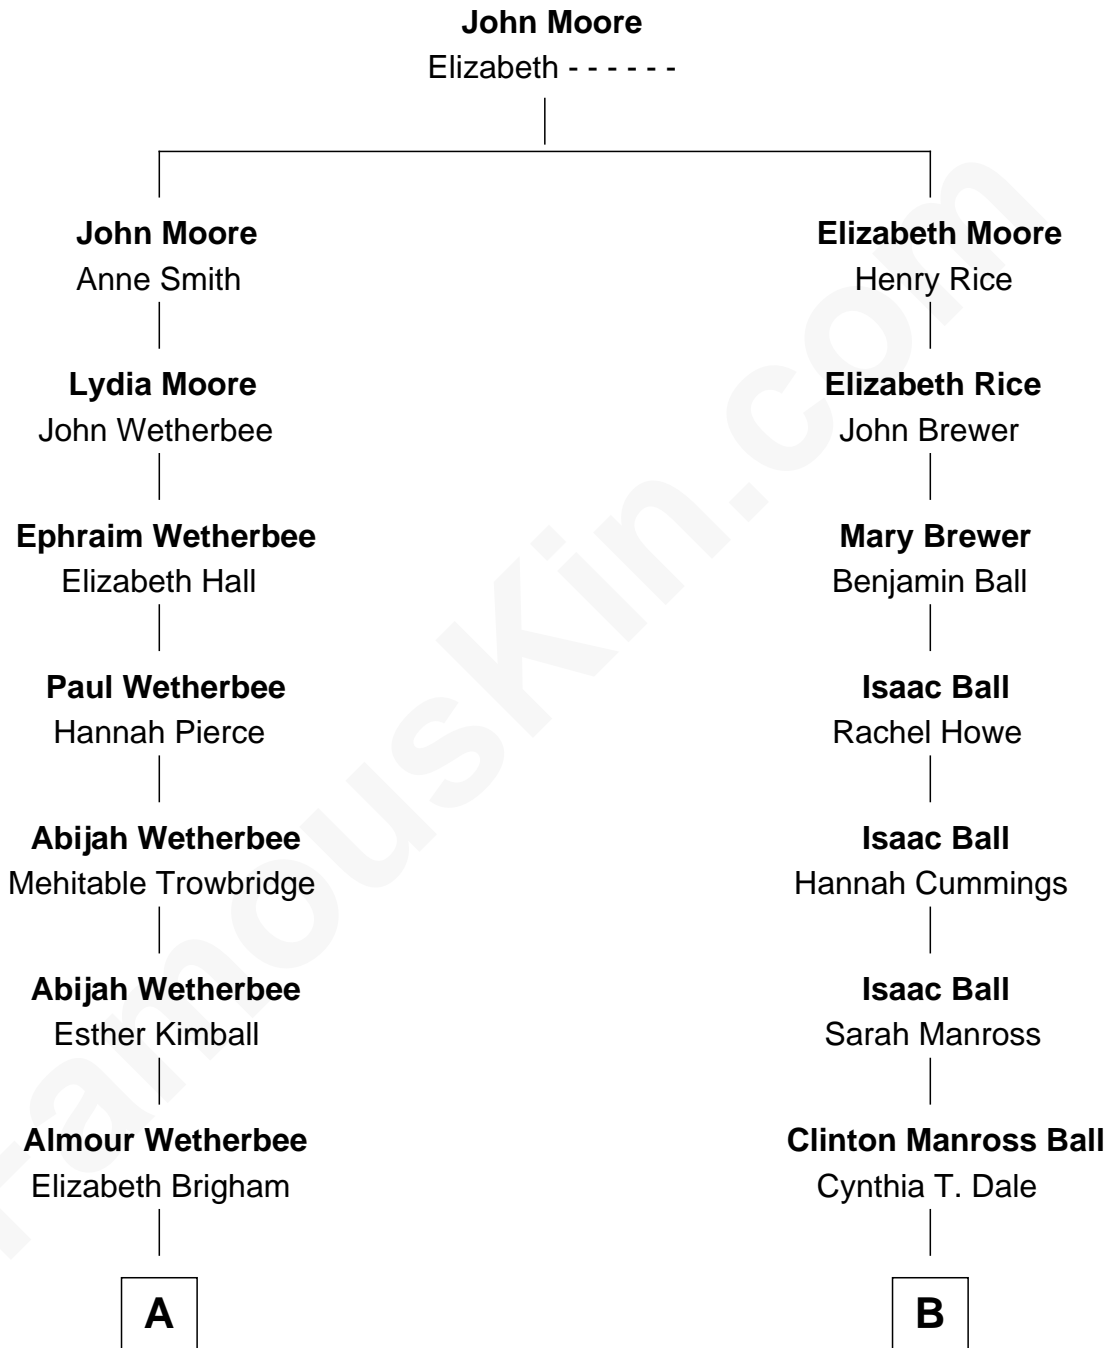 John Moore
Elizabeth - - - - - -
John Moore
Anne Smith
Elizabeth Moore
Henry Rice
Lydia Moore
John Wetherbee
Elizabeth Rice
John Brewer
Ephraim Wetherbee
Elizabeth Hall
Mary Brewer
Benjamin Ball
Paul Wetherbee
Hannah Pierce
Isaac Ball
Rachel Howe
Abijah Wetherbee
Mehitable Trowbridge
Isaac Ball
Hannah Cummings
Abijah Wetherbee
Esther Kimball
Isaac Ball
Sarah Manross
Almour Wetherbee
Elizabeth Brigham
Clinton Manross Ball
Cynthia T. Dale
A
B
FamousKin.com